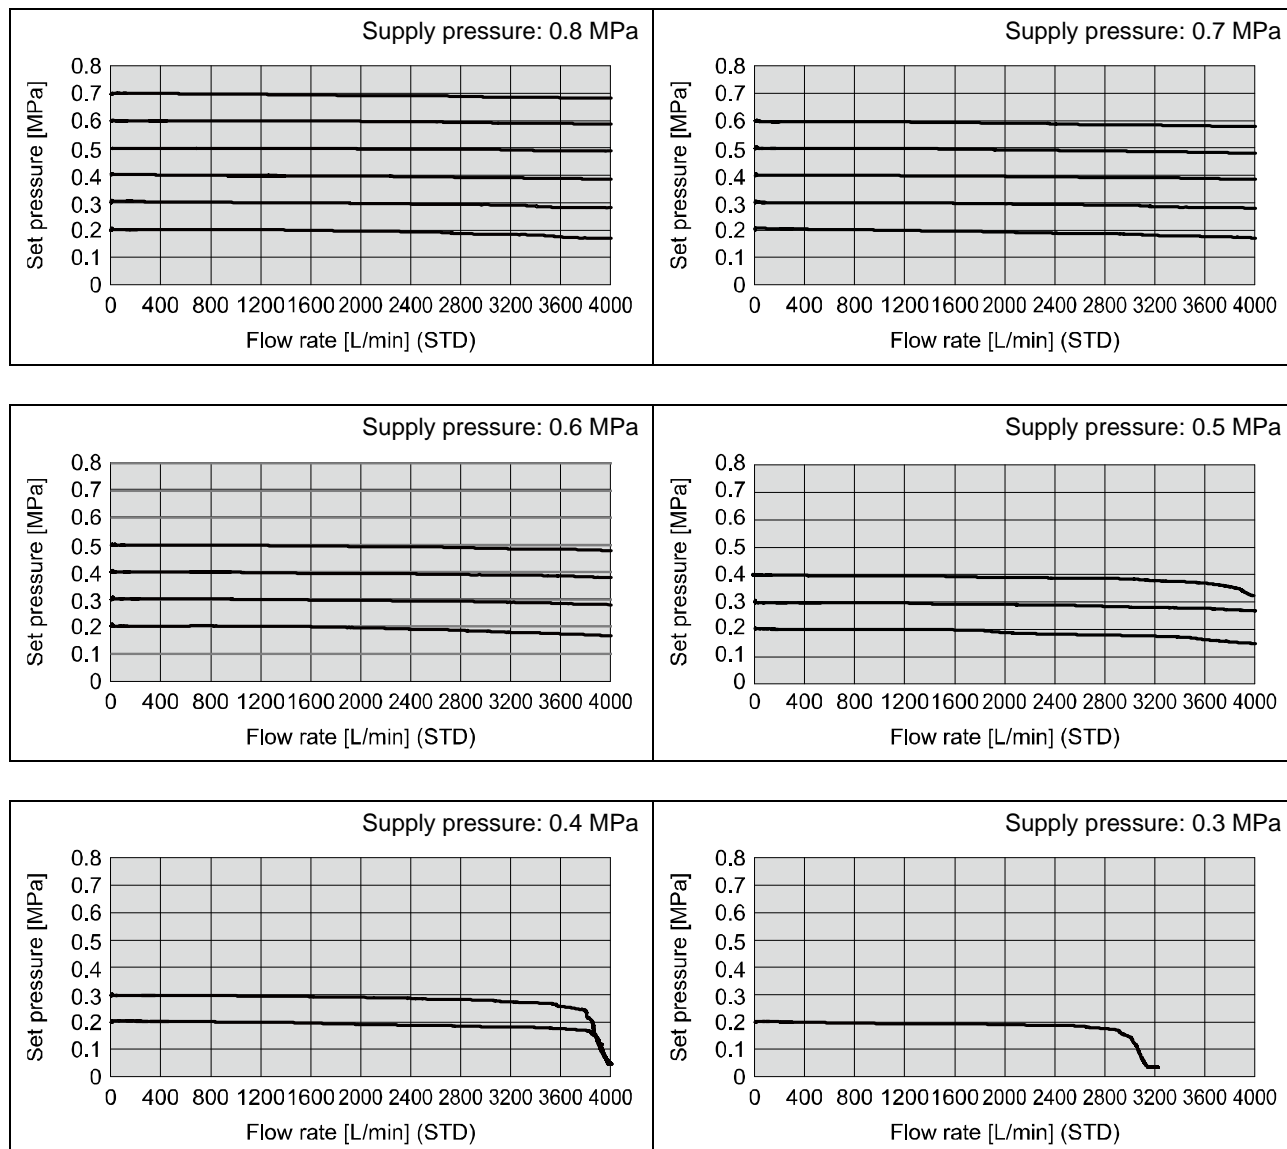 Supply pressure: 0.8 MPa
Set pressure [MPa]
0.8
0.7
0.6
0.5
0.4
0.3
0.2
0.1
0
0 400 800 1200 1600 2000 2400 2800 3200 3600 4000
Flow rate [L/min] (STD)
Supply pressure: 0.7 MPa
Set pressure [MPa]
0.8
0.7
0.6
0.5
0.4
0.3
0.2
0.1
0
0 400 800 1200 1600 2000 2400 2800 3200 3600 4000
Flow rate [L/min] (STD)
Supply pressure: 0.6 MPa
Set pressure [MPa]
0.8
0.7
0.6
0.5
0.4
0.3
0.2
0.1
0
0 400 800 1200 1600 2000 2400 2800 3200 3600 4000
Flow rate [L/min] (STD)
Supply pressure: 0.5 MPa
Set pressure [MPa]
0.8
0.7
0.6
0.5
0.4
0.3
0.2
0.1
0
0 400 800 1200 1600 2000 2400 2800 3200 3600 4000
Flow rate [L/min] (STD)
Supply pressure: 0.4 MPa
Set pressure [MPa]
0.8
0.7
0.6
0.5
0.4
0.3
0.2
0.1
0
0 400 800 1200 1600 2000 2400 2800 3200 3600 4000
Flow rate [L/min] (STD)
Supply pressure: 0.3 MPa
Set pressure [MPa]
0.8
0.7
0.6
0.5
0.4
0.3
0.2
0.1
0
0 400 800 1200 1600 2000 2400 2800 3200 3600 4000
Flow rate [L/min] (STD)